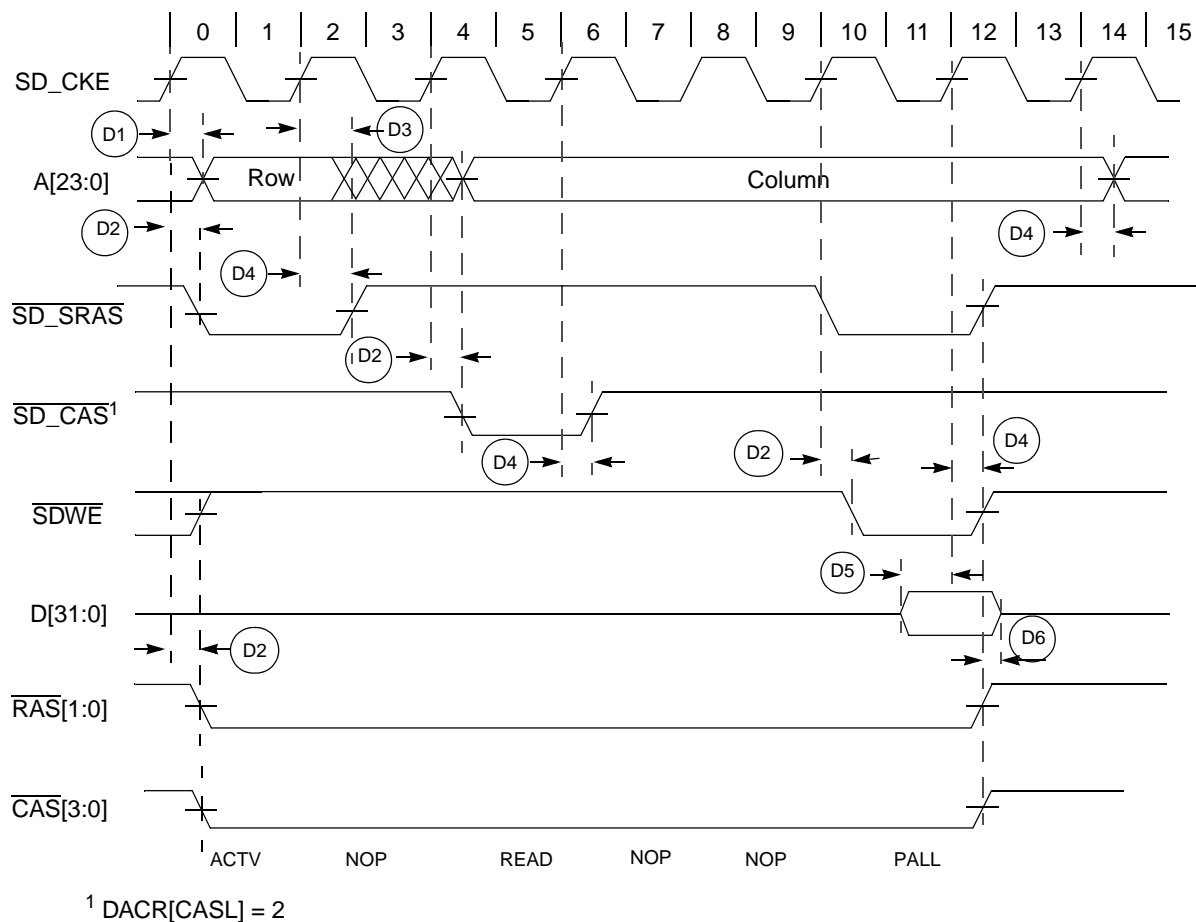 0 1 2 3 4 5 6 7 8 9 10 11 12 13 14 15
SD_CKE
D1
D3
A[23:0]
Row
Column
D2
D4
D4
SD_SRAS
D2
SD_CAS1
D4
D2
D4
SDWE
D5
D[31:0]
D2
D6
RAS[1:0]
CAS[3:0]
ACTV NOP READ NOP NOP PALL
1 DACR[CASL] = 2